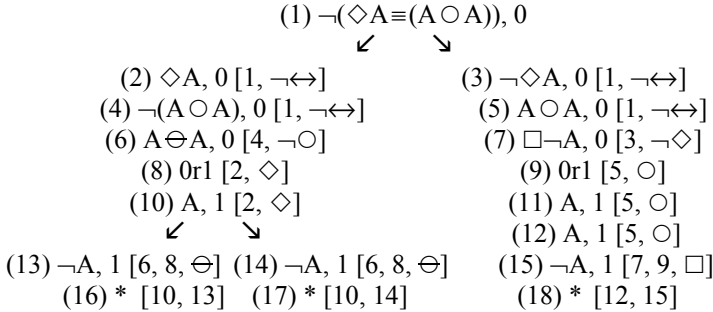 (1) ¬(◇A≡(A○A)), 0
↙ ↘
(2) ◇A, 0 [1, ¬↔] (3) ¬◇A, 0 [1, ¬↔]
(4) ¬(A○A), 0 [1, ¬↔] (5) A○A, 0 [1, ¬↔]
(6) A⊖A, 0 [4, ¬○] (7) □¬A, 0 [3, ¬◇]
(8) 0r1 [2, ◇] (9) 0r1 [5, ○]
(10) A, 1 [2, ◇] (11) A, 1 [5, ○]
↙ ↘ (12) A, 1 [5, ○]
(13) ¬A, 1 [6, 8, ⊖] (14) ¬A, 1 [6, 8, ⊖] (15) ¬A, 1 [7, 9, □]
(16) * [10, 13] (17) * [10, 14] (18) * [12, 15]